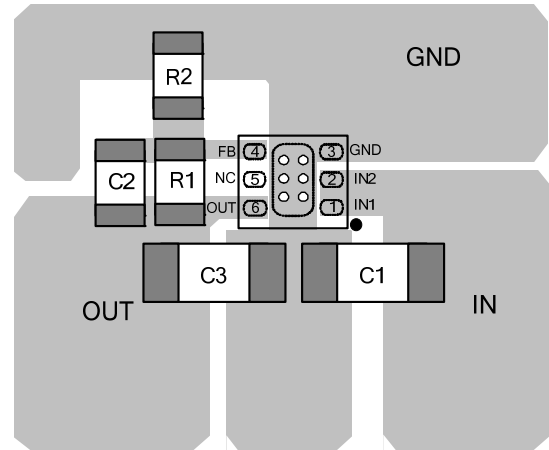 GND
R2
FB 4 3 GND
C2 R1 NC 5 2 IN2
OUT 6 1 IN1
C3 C1
OUT IN